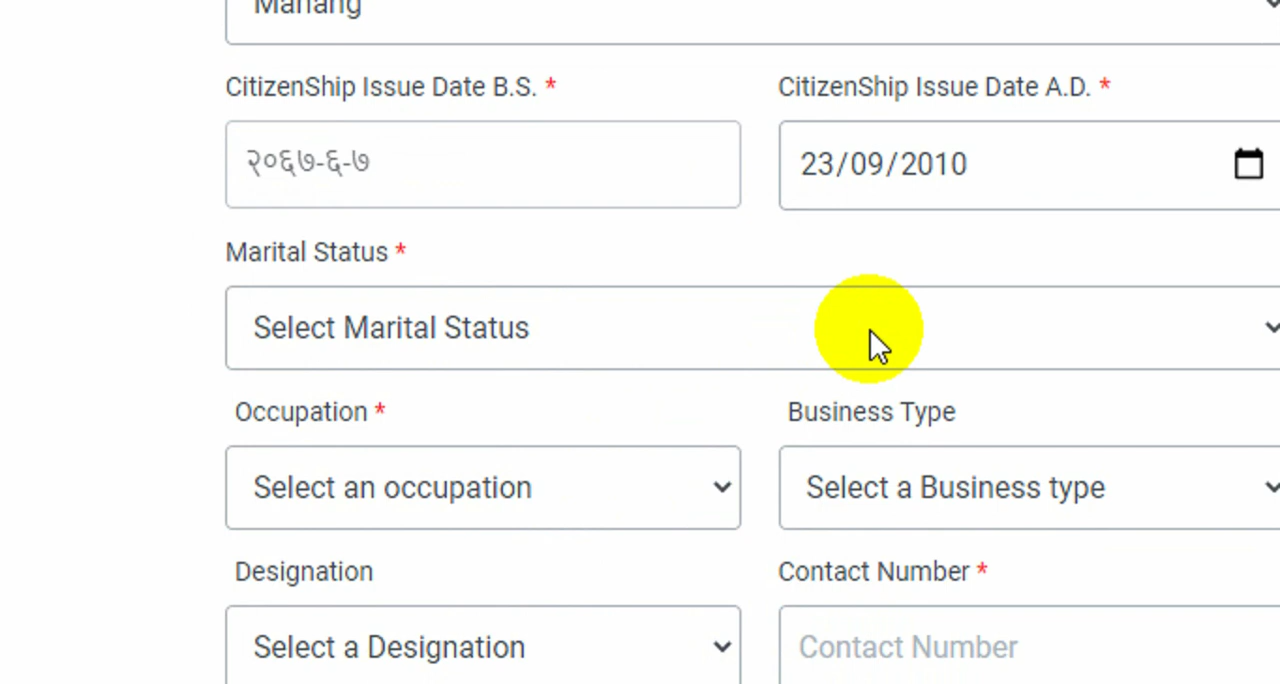 Manang
CitizenShip Issue Date B.S. * CitizenShip Issue Date A.D. *
२०६७-६-७ 23/09/2010
Marital Status *
Select Marital Status
Occupation * Business Type
Select an occupation Select a Business type
Designation Contact Number *
Select a Designation Contact Number